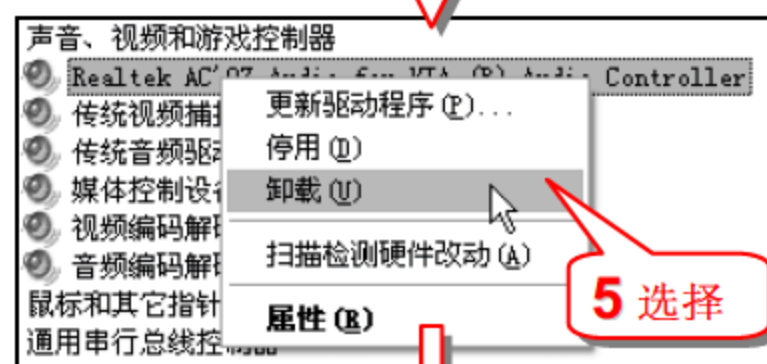 声音、视频和游戏控制器
Realtek AC'97 Audio for VIA (R) Audio Controller
更新驱动程序(P)...
传统视频捕
停用(D)
传统音频驱
卸载(U)
媒体控制设
视频编码解
扫描检测硬件改动(A)
音频编码解
5 选择
鼠标和其它指针
属性(R)
通用串行总线控制器